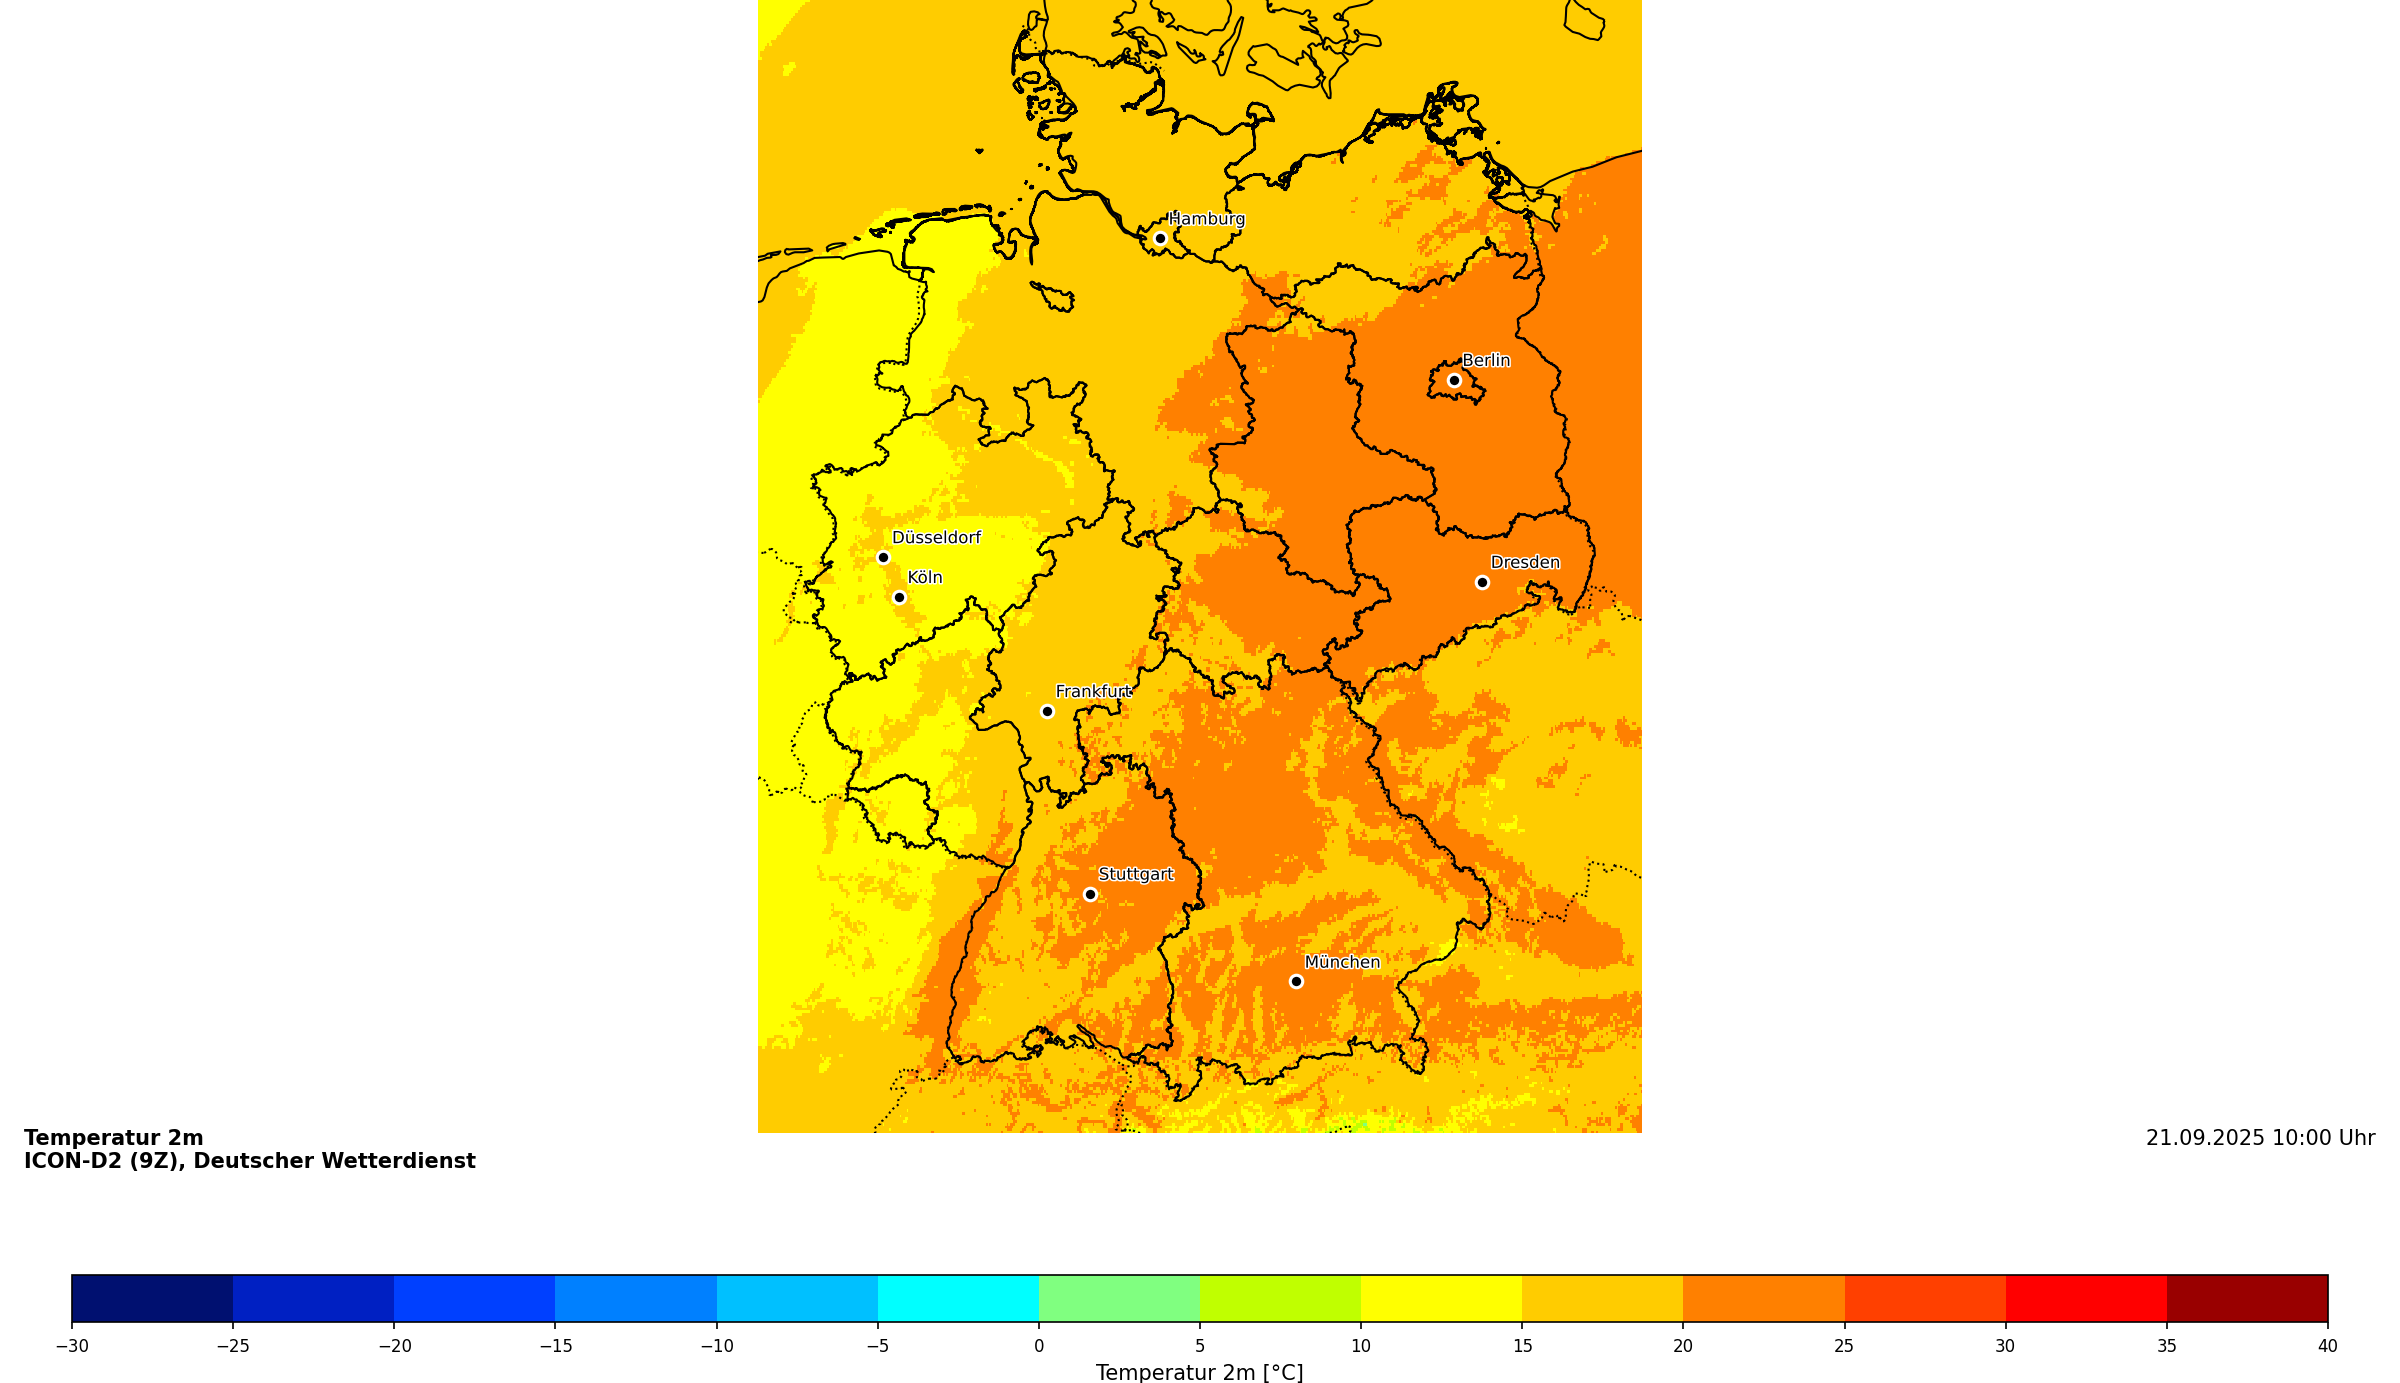 Hamburg
Berlin
Düsseldorf
Dresden
Köln
Frankfurt
Stuttgart
München
Temperatur 2m
21.09.2025 10:00 Uhr
ICON-D2 (9Z), Deutscher Wetterdienst
−30 −25 −20 −15 −10 −5 0 5 10 15 20 25 30 35 40
Temperatur 2m [°C]